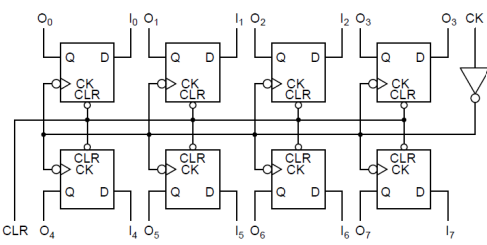 O0 I0 O1 I1 O2 I2 O3 O3 CK
Q D Q D Q D Q D
CK CK CK CK
CLR CLR CLR CLR
CLR CLR CLR CLR
CK CK CK CK
Q D Q D Q D Q D
CLR O4 I4 O5 I5 O6 I6 O7 I7